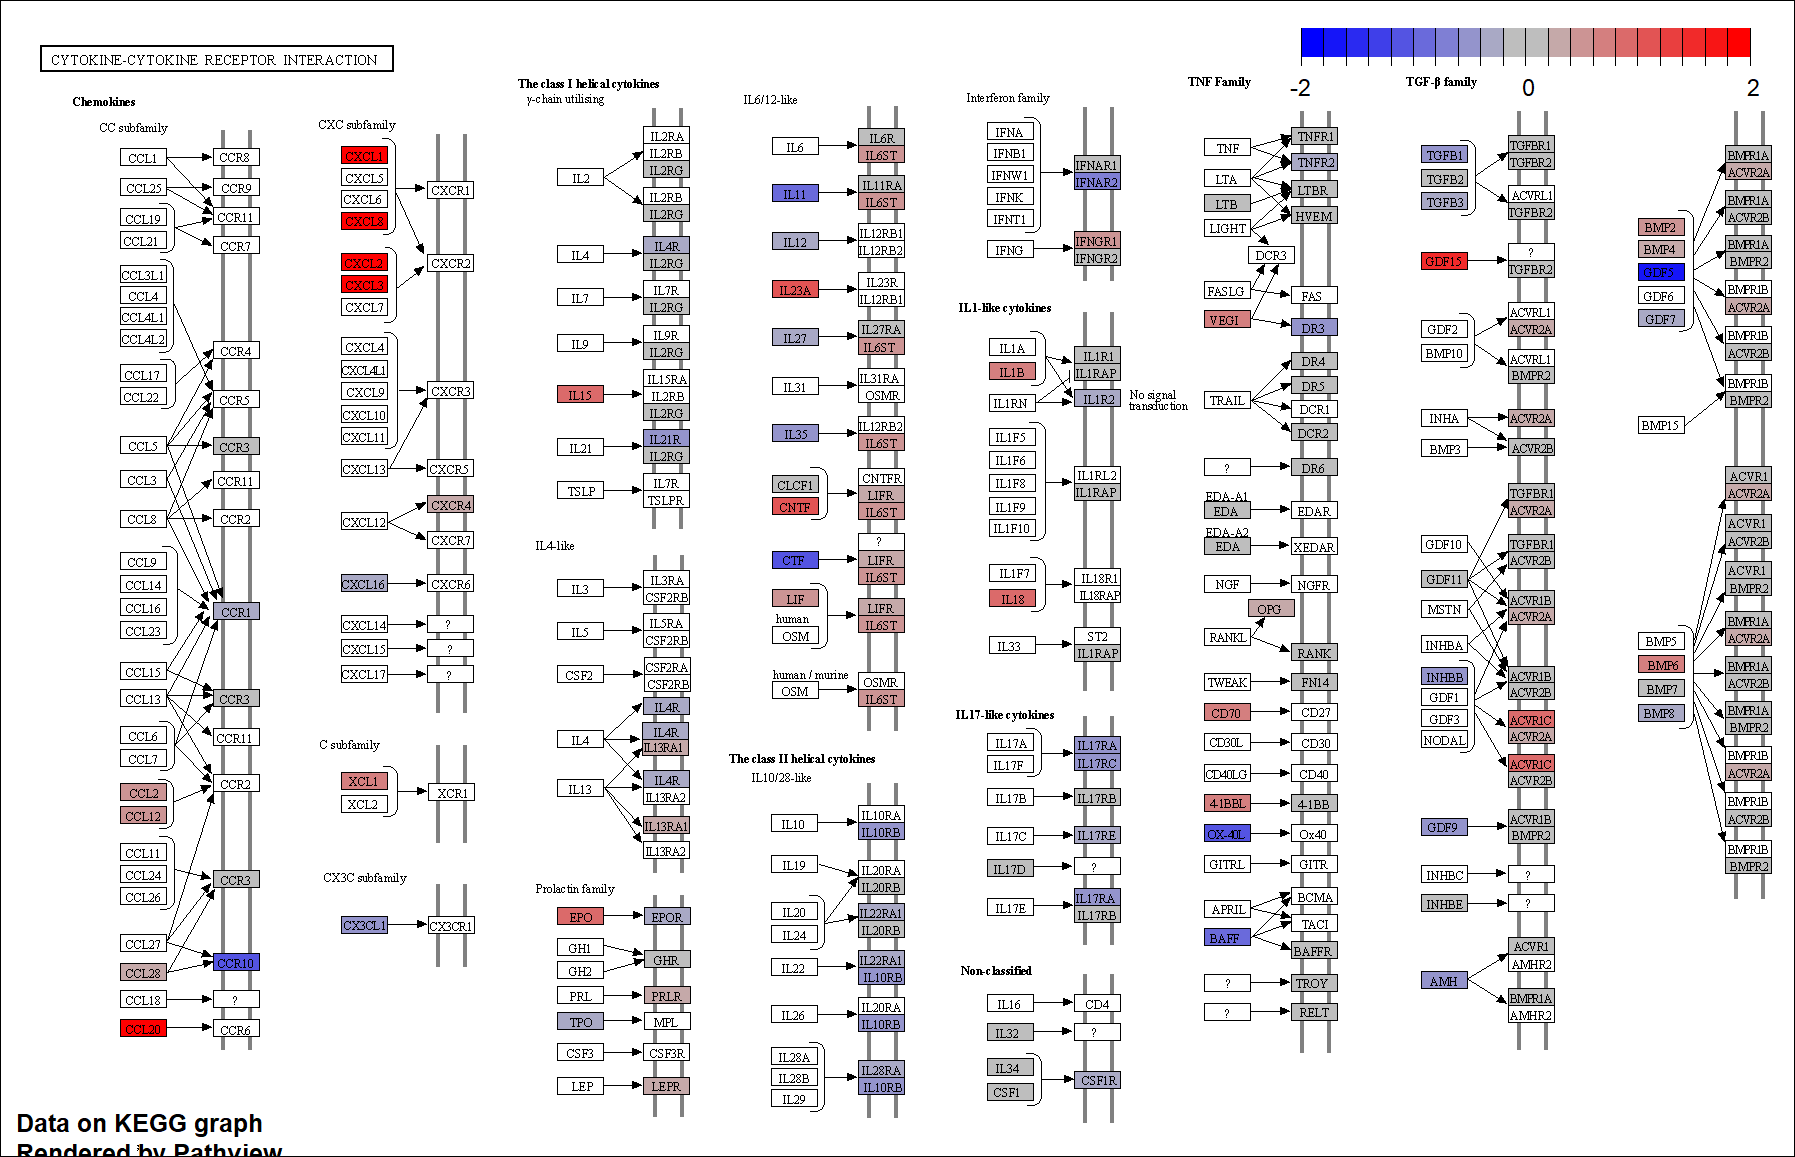 CYTOKINE-CYTOKINE RECEPTOR INTERACTION
-2
0
2
Chemokines
CC subfamily
CCL1
CCR8
CCL25
CCR9
CCL19
CCR11
CCL21
CCR7
CCL3L1
CCL4
CCL4L1
CCL4L2
CCR4
CCL17
CCL22
CCR5
CCL5
CCR3
CCL3
CCR11
CCL8
CCR2
CCL9
CCL14
CCL16
CCR1
CCL23
CCL15
CCL13
CCR3
CCL6
CCR11
CCL7
CCR2
CCL2
CCL12
CCL11
CCL24
CCR3
CCL26
CCL27
CCR10
CCL28
CCL18
?
CCL20
CCR6
CXC subfamily
CXCL1
CXCL5
CXCR1
CXCL6
CXCL8
CXCL2
CXCR2
CXCL3
CXCL7
CXCL4
CXCL4L1
CXCL9
CXCR3
CXCL10
CXCL11
CXCL13
CXCR5
CXCR4
CXCL12
CXCR7
CXCL16
CXCR6
CXCL14
?
CXCL15
?
CXCL17
?
C subfamily
XCL1
XCR1
XCL2
CX3C subfamily
CX3CL1
CX3CR1
The class I helical cytokines
γ-chain utilising
IL2RA
IL2RB
IL2RG
IL2
IL2RB
IL2RG
IL4
IL4R
IL2RG
IL7
IL7R
IL2RG
IL9
IL9R
IL2RG
IL15
IL15RA
IL2RB
IL2RG
IL21
IL21R
IL2RG
TSLP
IL7R
TSLPR
IL4-like
IL3
IL3RA
CSF2RB
IL5
IL5RA
CSF2RB
CSF2
CSF2RA
CSF2RB
IL4R
IL4
IL4R
IL13RA1
IL13
IL4R
IL13RA2
IL13RA1
IL13RA2
Prolactin family
EPO
EPOR
GH1
GHR
GH2
PRL
PRLR
TPO
MPL
CSF3
CSF3R
LEP
LEPR
IL6/12-like
IL6
IL6R
IL6ST
IL11
IL11RA
IL6ST
IL12
IL12RB1
IL12RB2
IL23A
IL23R
IL12RB1
IL27
IL27RA
IL6ST
IL31
IL31RA
OSMR
IL35
IL12RB2
IL6ST
CLCF1
CNTFR
LIFR
CNTF
IL6ST
?
CTF
LIFR
IL6ST
LIF
LIFR
human
IL6ST
OSM
human / murine
OSM
OSMR
IL6ST
The class II helical cytokines
IL10/28-like
IL10
IL10RA
IL10RB
IL19
IL20RA
IL20RB
IL20
IL22RA1
IL24
IL20RB
IL22
IL22RA1
IL10RB
IL26
IL20RA
IL10RB
IL28A
IL28B
IL28RA
IL29
IL10RB
Interferon family
IFNA
IFNB1
IFNW1
IFNAR1
IFNK
IFNAR2
IFNT1
IFNG
IFNGR1
IFNGR2
IL1-like cytokines
IL1A
IL1R1
IL1B
IL1RAP
IL1RN
IL1R2
No signal
transduction
IL1F5
IL1F6
IL1F8
IL1RL2
IL1F9
IL1RAP
IL1F10
IL1F7
IL18R1
IL18
IL18RAP
IL33
ST2
IL1RAP
IL17-like cytokines
IL17A
IL17RA
IL17F
IL17RC
IL17B
IL17RB
IL17C
IL17RE
IL17D
?
IL17E
IL17RA
IL17RB
Non-classified
IL16
CD4
IL32
?
IL34
CSF1R
CSF1
TNF Family
TNF
TNFR1
TNFR2
LTA
LTBR
LTB
HVEM
LIGHT
DCR3
FASLG
FAS
VEGI
DR3
DR4
DR5
TRAIL
DCR1
DCR2
?
DR6
EDA-A1
EDA
EDAR
EDA-A2
EDA
XEDAR
NGF
NGFR
OPG
RANKL
RANK
TWEAK
FN14
CD70
CD27
CD30L
CD30
CD40LG
CD40
4-1BBL
4-1BB
OX-40L
Ox40
GITRL
GITR
BCMA
APRIL
TACI
BAFF
BAFFR
?
TROY
?
RELT
TGF-β family
TGFB1
TGFBR1
TGFBR2
TGFB2
ACVRL1
TGFB3
TGFBR2
GDF15
?
TGFBR2
GDF2
ACVRL1
ACVR2A
BMP10
ACVRL1
BMPR2
INHA
ACVR2A
BMP3
ACVR2B
TGFBR1
ACVR2A
GDF10
TGFBR1
ACVR2B
GDF11
ACVR1B
MSTN
ACVR2A
INHBA
INHBB
ACVR1B
GDF1
ACVR2B
GDF3
ACVR1C
NODAL
ACVR2A
ACVR1C
ACVR2B
GDF9
ACVR1B
BMPR2
INHBC
?
INHBE
?
ACVR1
AMHR2
AMH
BMPR1A
AMHR2
BMPR1A
ACVR2A
BMPR1A
ACVR2B
BMP2
BMPR1A
BMP4
BMPR2
GDF5
BMPR1B
GDF6
ACVR2A
GDF7
BMPR1B
ACVR2B
BMPR1B
BMPR2
BMP15
ACVR1
ACVR2A
ACVR1
ACVR2B
ACVR1
BMPR2
BMP5
BMPR1A
ACVR2A
BMP6
BMPR1A
BMP7
ACVR2B
BMP8
BMPR1A
BMPR2
BMPR1B
ACVR2A
BMPR1B
ACVR2B
BMPR1B
BMPR2
Data on KEGG graph
Rendered by Pathview